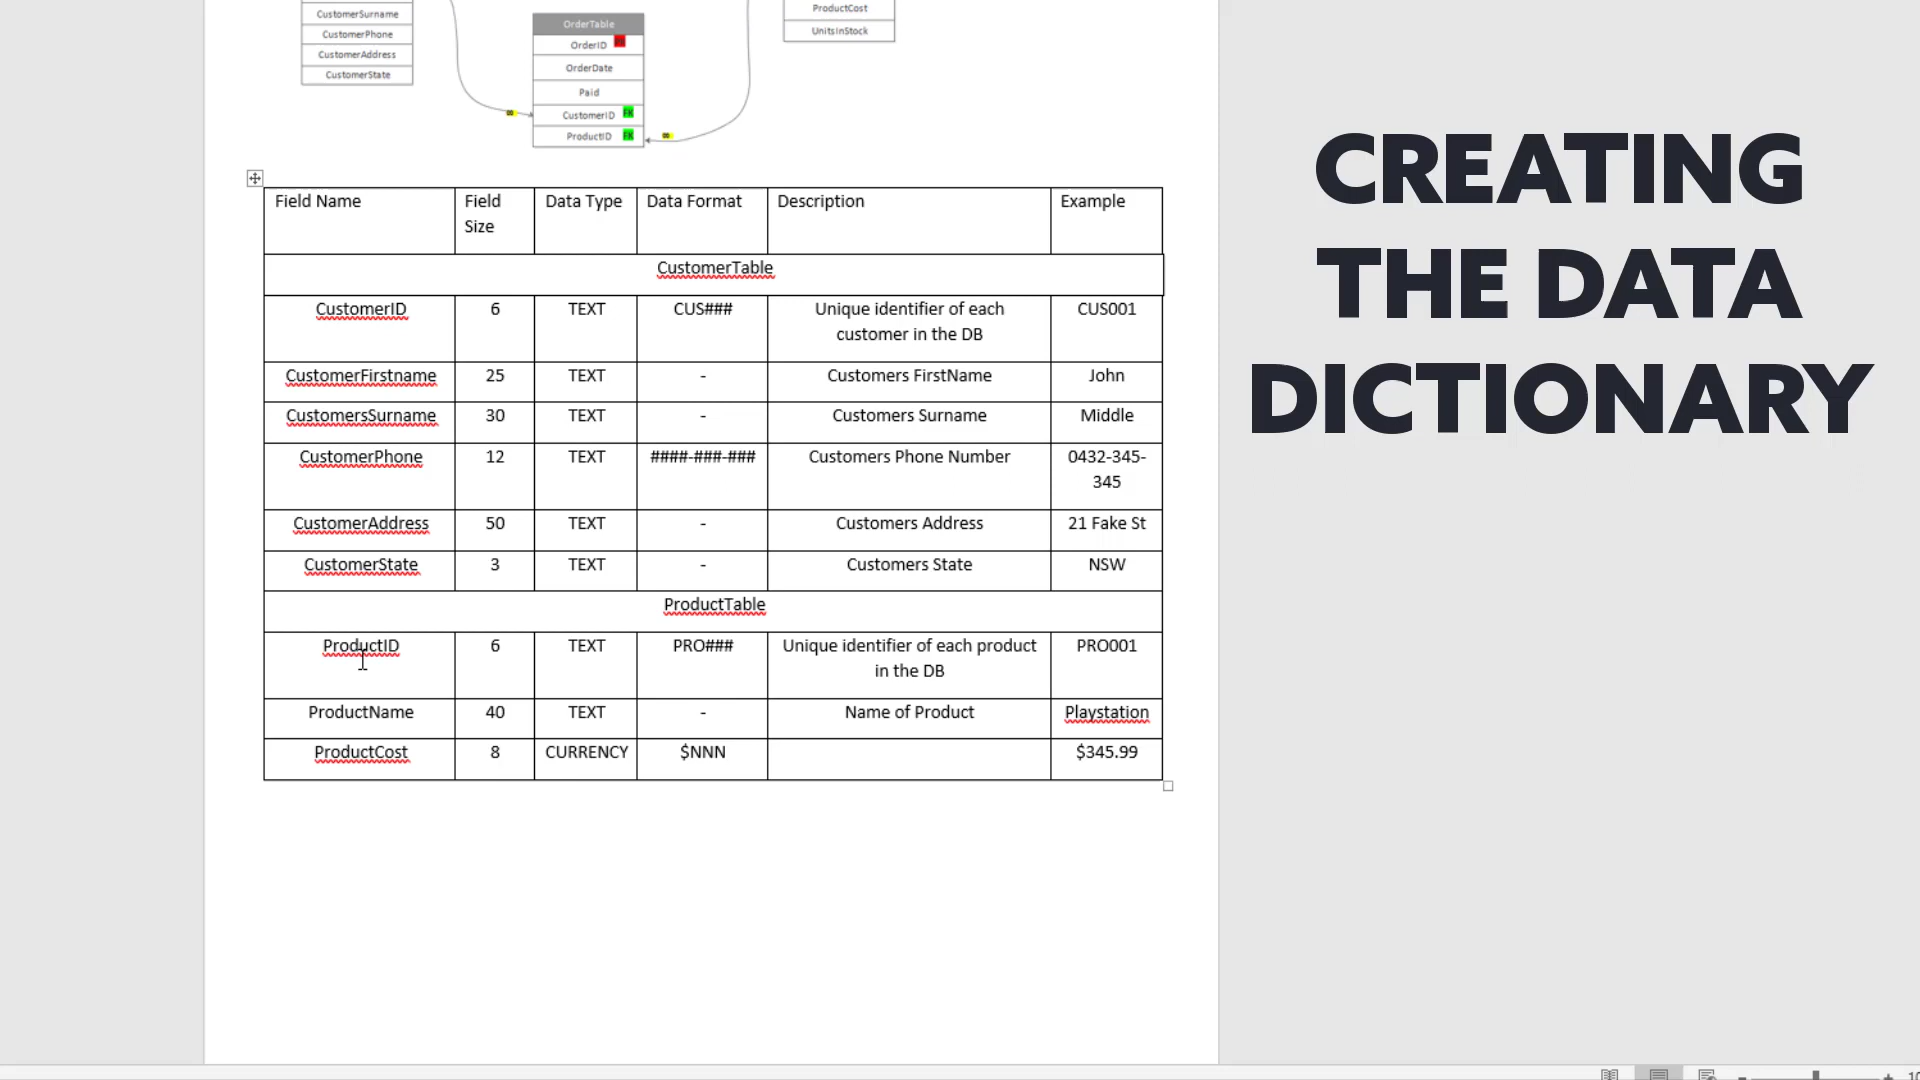 CustomerSurname
CustomerPhone
CustomerAddress
CustomerState
OrderTable
OrderID
OrderDate
Paid
CustomerID FK
ProductID FK
ProductCost
UnitsInStock
∞
∞
Field Name Field Size Data Type Data Format Description Example
CustomerTable
CustomerID 6 TEXT CUS### Unique identifier of each customer in the DB CUS001
CustomerFirstname 25 TEXT - Customers FirstName John
CustomersSurname 30 TEXT - Customers Surname Middle
CustomerPhone 12 TEXT ####-###-### Customers Phone Number 0432-345-345
CustomerAddress 50 TEXT - Customers Address 21 Fake St
CustomerState 3 TEXT - Customers State NSW
ProductTable
ProductID 6 TEXT PRO### Unique identifier of each product in the DB PRO001
ProductName 40 TEXT - Name of Product Playstation
ProductCost 8 CURRENCY $NNN $345.99
CREATING
THE DATA
DICTIONARY